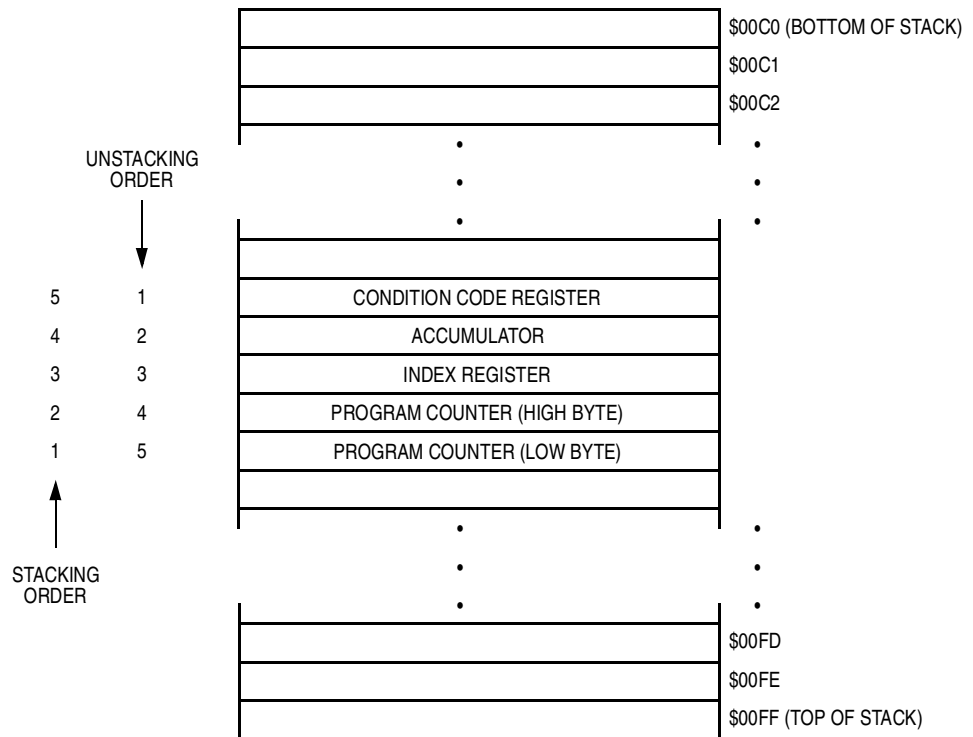 $00C0 (BOTTOM OF STACK)
$00C1
$00C2
UNSTACKING
ORDER
5 1 CONDITION CODE REGISTER
4 2 ACCUMULATOR
3 3 INDEX REGISTER
2 4 PROGRAM COUNTER (HIGH BYTE)
1 5 PROGRAM COUNTER (LOW BYTE)
STACKING
ORDER
$00FD
$00FE
$00FF (TOP OF STACK)